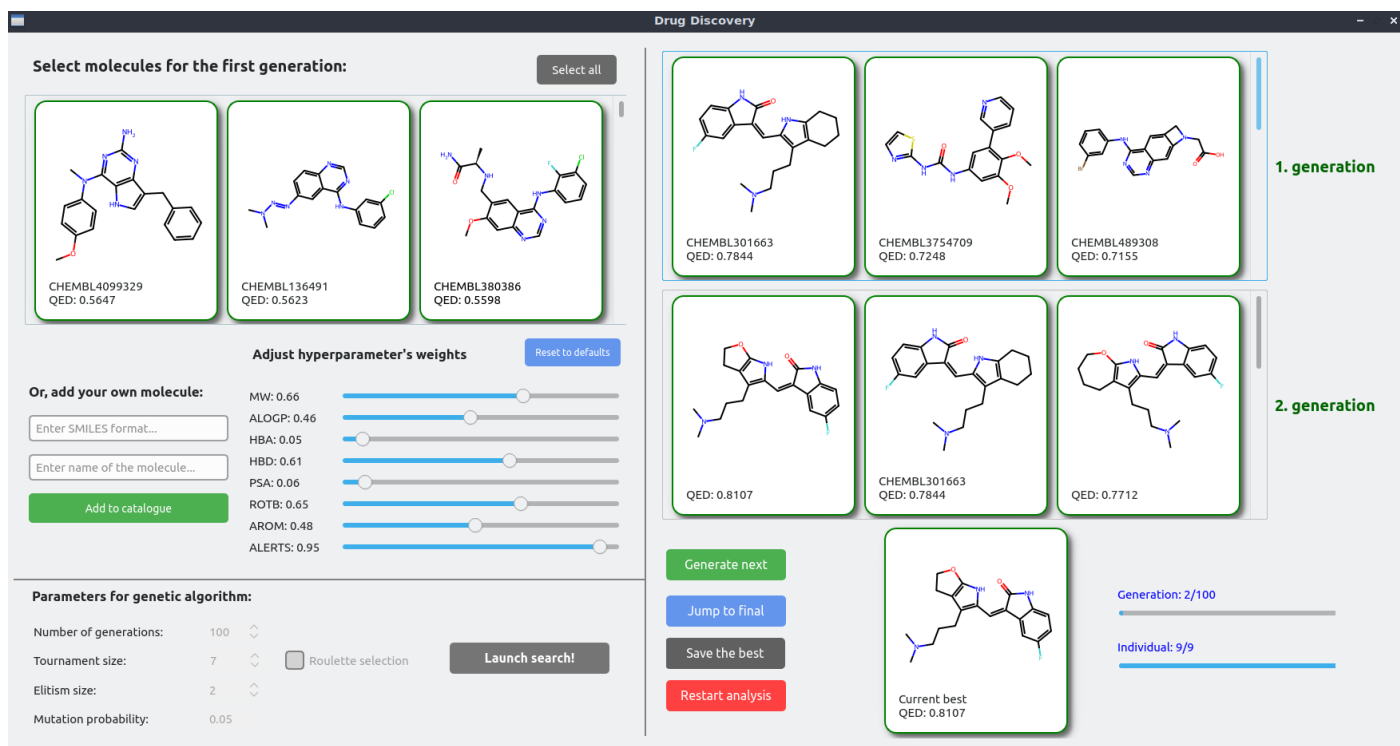 Drug Discovery
Select molecules for the first generation:
Select all
CHEMBL4099329
QED: 0.5647
CHEMBL136491
QED: 0.5623
CHEMBL380386
QED: 0.5598
Adjust hyperparameter's weights
Reset to defaults
Or, add your own molecule:
Enter SMILES format...
Enter name of the molecule...
Add to catalogue
MW: 0.66
ALOGP: 0.46
HBA: 0.05
HBD: 0.61
PSA: 0.06
ROTB: 0.65
AROM: 0.48
ALERTS: 0.95
Parameters for genetic algorithm:
Number of generations: 100
Tournament size: 7
Roulette selection
Elitism size: 2
Mutation probability: 0.05
Launch search!
CHEMBL301663
QED: 0.7844
CHEMBL3754709
QED: 0.7248
CHEMBL489308
QED: 0.7155
1. generation
QED: 0.8107
CHEMBL301663
QED: 0.7844
QED: 0.7712
2. generation
Generate next
Jump to final
Save the best
Restart analysis
Current best
QED: 0.8107
Generation: 2/100
Individual: 9/9